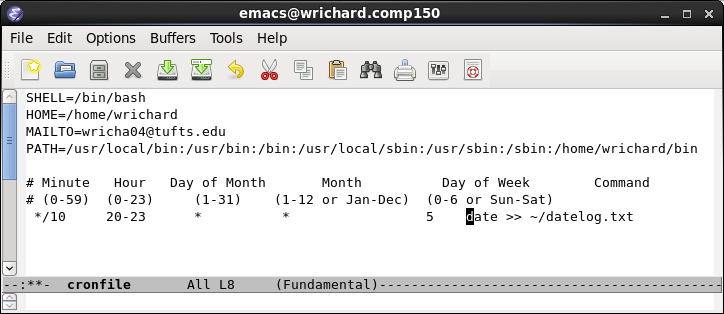 emacs@wrichard.comp150
File Edit Options Buffers Tools Help
SHELL=/bin/bash
HOME=/home/wrichard
MAILTO=wricha04@tufts.edu
PATH=/usr/local/bin:/usr/bin:/bin:/usr/local/sbin:/usr/sbin:/sbin:/home/wrichard/bin
# Minute Hour Day of Month Month Day of Week Command
# (0-59) (0-23) (1-31) (1-12 or Jan-Dec) (0-6 or Sun-Sat)
*/10 20-23 * * 5 date >> ~/datelog.txt
--:**- cronfile All L8 (Fundamental)------------------------------------------